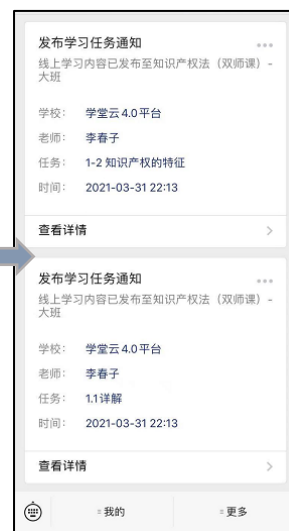 发布学习任务通知
线上学习内容已发布至知识产权法（双师课）-
大班
学校： 学堂云4.0平台
老师： 李春子
任务： 1-2 知识产权的特征
时间： 2021-03-31 22:13
查看详情
发布学习任务通知
线上学习内容已发布至知识产权法（双师课）-
大班
学校： 学堂云4.0平台
老师： 李春子
任务： 1.1详解
时间： 2021-03-31 22:13
查看详情
我的 更多